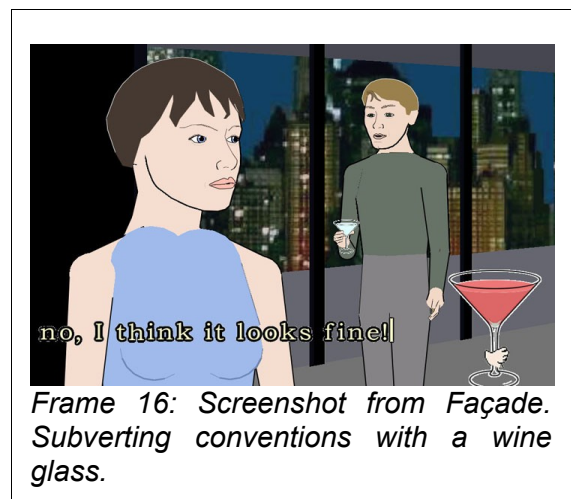 no, I think it looks fine!
Frame 16: Screenshot from Façade.
Subverting conventions with a wine
glass.